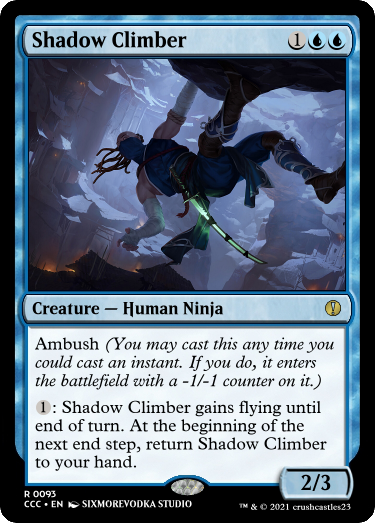 Shadow Climber 1
Creature — Human Ninja
Ambush (You may cast this any time you
could cast an instant. If you do, it enters
the battlefield with a -1/-1 counter on it.)
1: Shadow Climber gains flying until
end of turn. At the beginning of the
next end step, return Shadow Climber
to your hand.
2/3
R 0093
CCC • EN SIXMOREVODKA STUDIO
™ & © 2021 crushcastles23